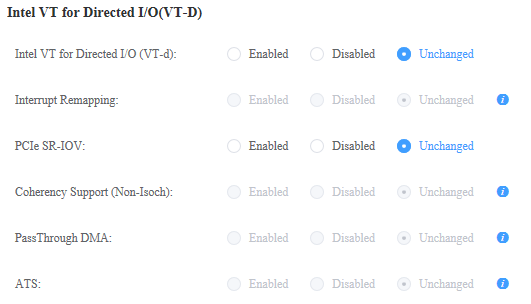 Intel VT for Directed I/O(VT-D)
Intel VT for Directed I/O (VT-d): Enabled Disabled Unchanged
Interrupt Remapping: Enabled Disabled Unchanged i
PCIe SR-IOV: Enabled Disabled Unchanged
Coherency Support (Non-Isoch): Enabled Disabled Unchanged i
PassThrough DMA: Enabled Disabled Unchanged i
ATS: Enabled Disabled Unchanged i